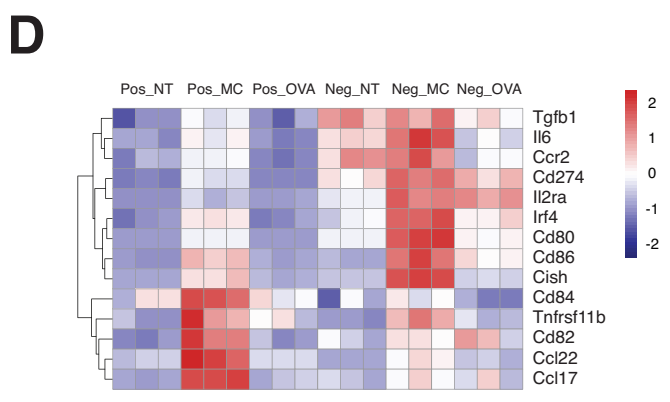 D
Pos_NT Pos_MC Pos_OVA Neg_NT Neg_MC Neg_OVA
Tgfb1
Il6
Ccr2
Cd274
Il2ra
Irf4
Cd80
Cd86
Cish
Cd84
Tnfrsf11b
Cd82
Ccl22
Ccl17
2
1
0
-1
-2